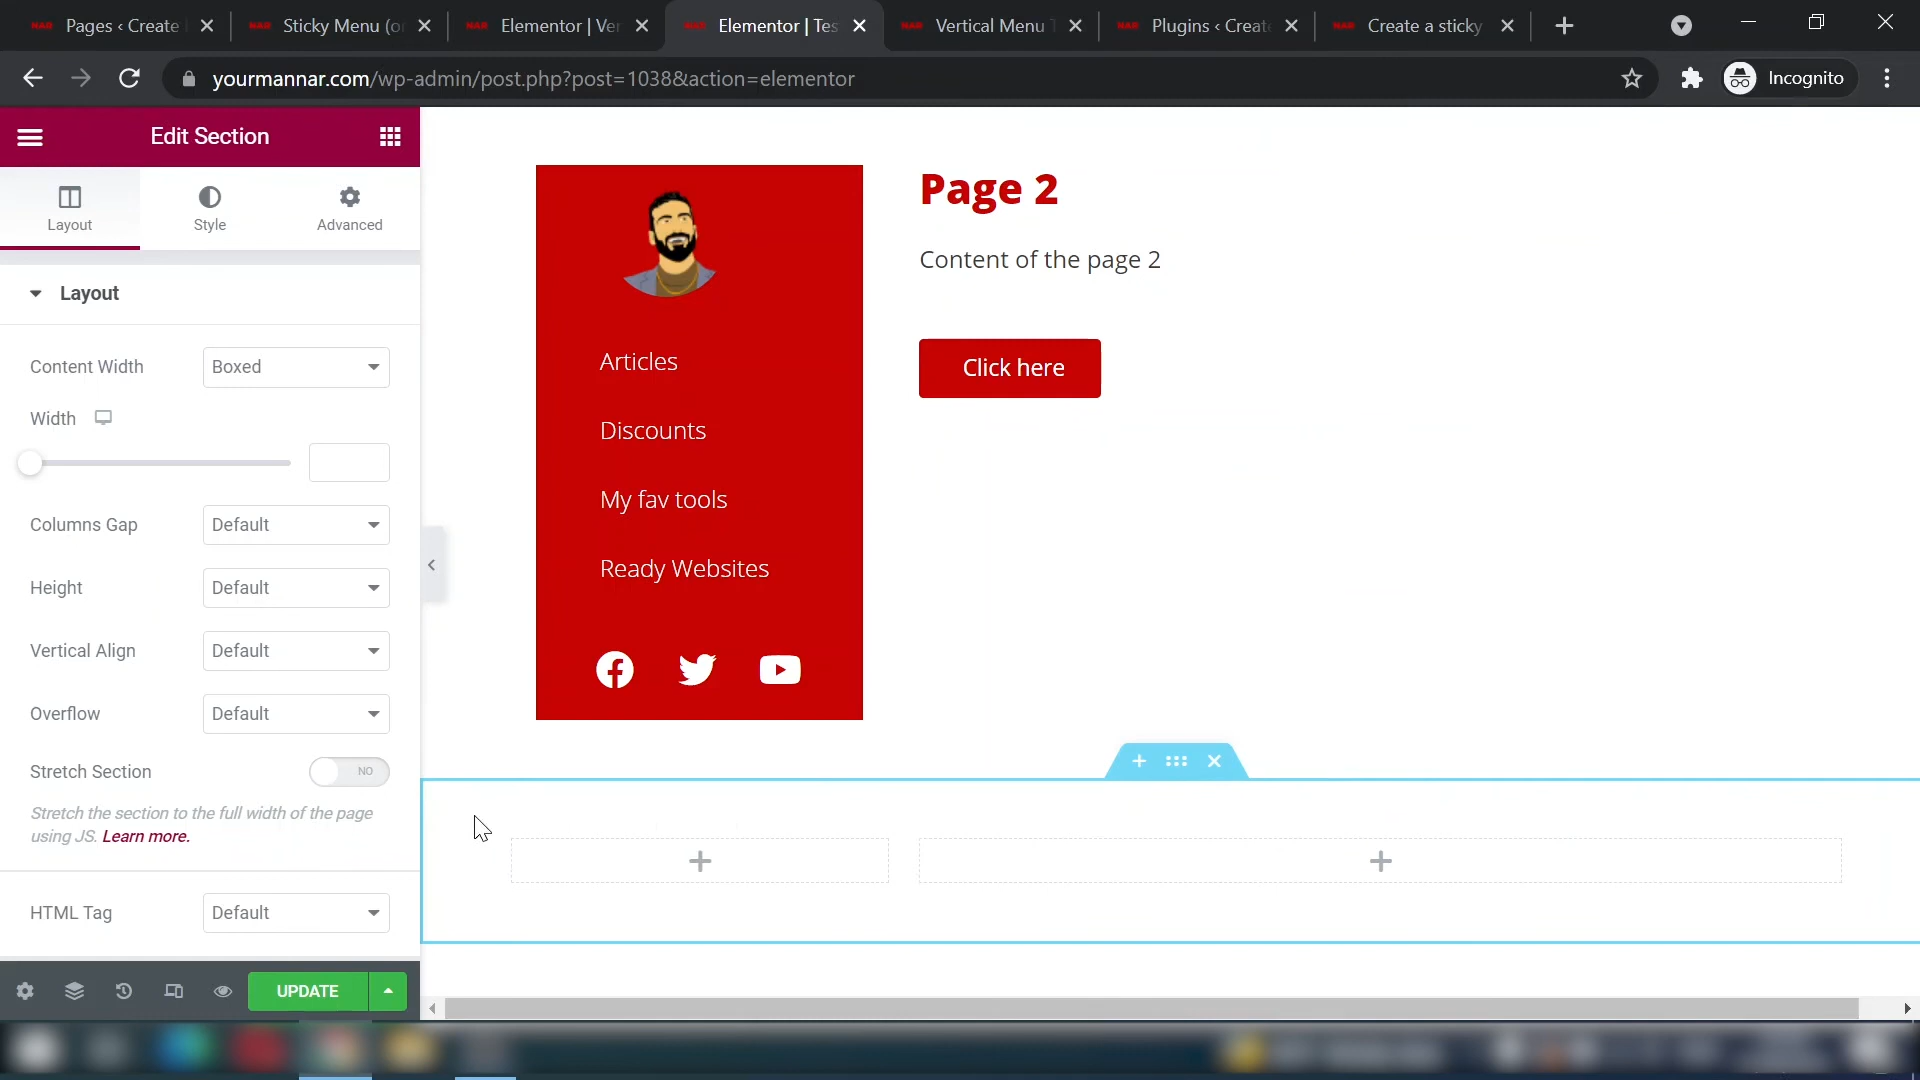 Pages ‹ Create
Sticky Menu (or
Elementor | Ver
Elementor | Tes
Vertical Menu T
Plugins ‹ Create
Create a sticky
yourmannar.com/wp-admin/post.php?post=1038&action=elementor
Incognito
Edit Section
Layout
Style
Advanced
Layout
Content Width
Boxed
Width
Columns Gap
Default
Height
Default
Vertical Align
Default
Overflow
Default
Stretch Section
NO
Stretch the section to the full width of the page
using JS. Learn more.
HTML Tag
Default
UPDATE
Articles
Discounts
My fav tools
Ready Websites
Page 2
Content of the page 2
Click here